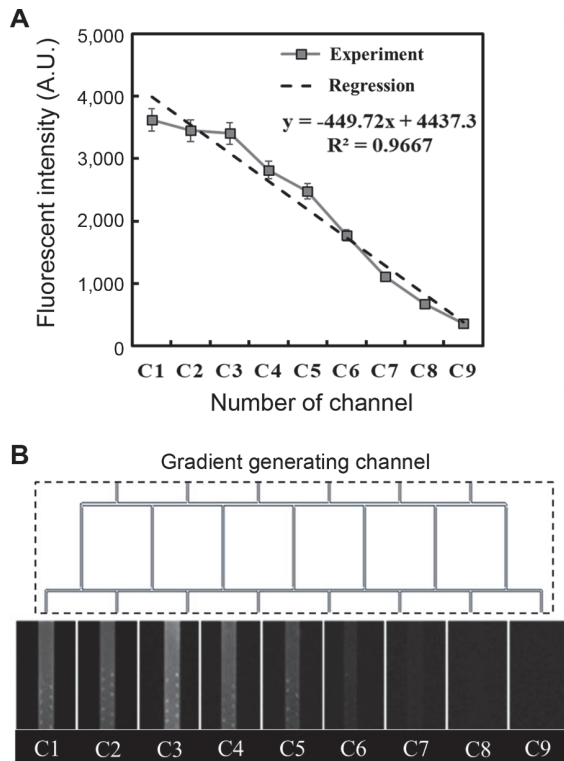 A
5,000
4,000
3,000
2,000
1,000
0
Fluorescent intensity (A.U.)
Experiment
Regression
y = -449.72x + 4437.3
R² = 0.9667
C1 C2 C3 C4 C5 C6 C7 C8 C9
Number of channel
B
Gradient generating channel
C1 C2 C3 C4 C5 C6 C7 C8 C9